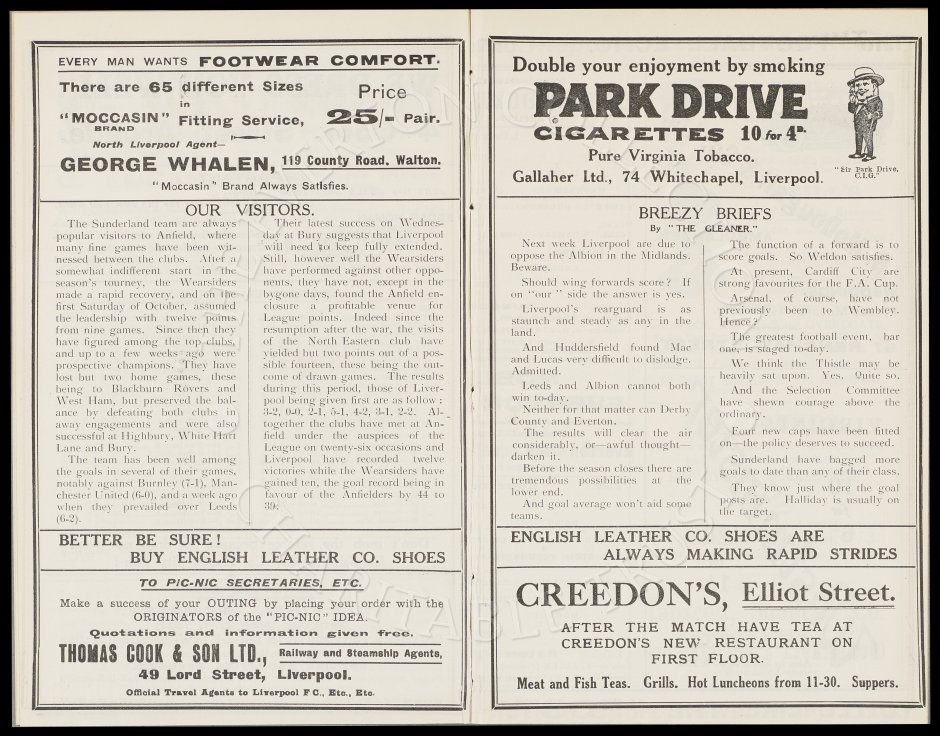 EVERY MAN WANTS FOOTWEAR COMFORT.
There are 65 different Sizes
in
"MOCCASIN" Fitting Service,
BRAND
Price
25/- Pair.
North Liverpool Agent—
GEORGE WHALEN, 119 County Road, Walton.
"Moccasin" Brand Always Satisfies.
OUR VISITORS.
The Sunderland team are always
popular visitors to Anfield, where
many fine games have been wit-
nessed between the clubs. After a
somewhat indifferent start in the
season's tourney, the Wearsiders
made a rapid recovery, and on the
first Saturday of October, assumed
the leadership with twelve points
from nine games. Since then they
have figured among the top clubs,
and up to a few weeks ago were
prospective champions. They have
lost but two home games, these
being to Blackburn Rovers and
West Ham, but preserved the bal-
ance by defeating both clubs in
away engagements and were also
successful at Highbury, White Hart
Lane and Bury.
The team has been well among
the goals in several of their games,
notably against Burnley (7-1), Man-
chester United (6-0), and a week ago
when they prevailed over Leeds
(6-2).
Their latest success on Wednes-
day at Bury suggests that Liverpool
will need to keep fully extended.
Still, however well the Wearsiders
have performed against other oppo-
nents, they have not, except in the
bygone days, found the Anfield en-
closure a profitable venue for
League points. Indeed since the
resumption after the war, the visits
of the North Eastern club have
yielded but two points out of a pos-
sible fourteen, these being the out-
come of drawn games. The results
during this period, those of Liver-
pool being given first are as follow :
3-2, 0-0, 2-1, 5-1, 4-2, 3-1, 2-2. Al-
together the clubs have met at An-
field under the auspices of the
League on twenty-six occasions and
Liverpool have recorded twelve
victories while the Wearsiders have
gained ten, the goal record being in
favour of the Anfielders by 44 to
39.
BETTER BE SURE!
BUY ENGLISH LEATHER CO. SHOES
TO PIC-NIC SECRETARIES, ETC.
Make a success of your OUTING by placing your order with the
ORIGINATORS of the "PIC-NIC" IDEA.
Quotations and information given free.
THOMAS COOK & SON LTD., Railway and Steamship Agents,
49 Lord Street, Liverpool.
Official Travel Agents to Liverpool F C., Etc., Etc.
Double your enjoyment by smoking
PARK DRIVE
CIGARETTES 10 for 4D.
Pure Virginia Tobacco.
Gallaher Ltd., 74 Whitechapel, Liverpool.
"Sir Park Drive,
C.I.G."
BREEZY BRIEFS
By "THE GLEANER."
Next week Liverpool are due to
oppose the Albion in the Midlands.
Beware.
Should wing forwards score? If
on "our" side the answer is yes.
Liverpool's rearguard is as
staunch and steady as any in the
land.
And Huddersfield found Mac
and Lucas very difficult to dislodge.
Admitted.
Leeds and Albion cannot both
win to-day.
Neither for that matter can Derby
County and Everton.
The results will clear the air
considerably, or—awful thought—
darken it.
Before the season closes there are
tremendous possibilities at the
lower end.
And goal average won't aid some
teams.
The function of a forward is to
score goals. So Weldon satisfies.
At present, Cardiff City are
strong favourites for the F.A. Cup.
Arsenal, of course, have not
previously been to Wembley.
Hence?
The greatest football event, bar
one, is staged to-day.
We think the Thistle may be
heavily sat upon. Yes, Quite so.
And the Selection Committee
have shewn courage above the
ordinary.
Four new caps have been fitted
on—the policy deserves to succeed.
Sunderland have bagged more
goals to date than any of their class.
They know just where the goal
posts are. Halliday is usually on
the target.
ENGLISH LEATHER CO. SHOES ARE
ALWAYS MAKING RAPID STRIDES
CREEDON'S, Elliot Street.
AFTER THE MATCH HAVE TEA AT
CREEDON'S NEW RESTAURANT ON
FIRST FLOOR.
Meat and Fish Teas. Grills. Hot Luncheons from 11-30. Suppers.